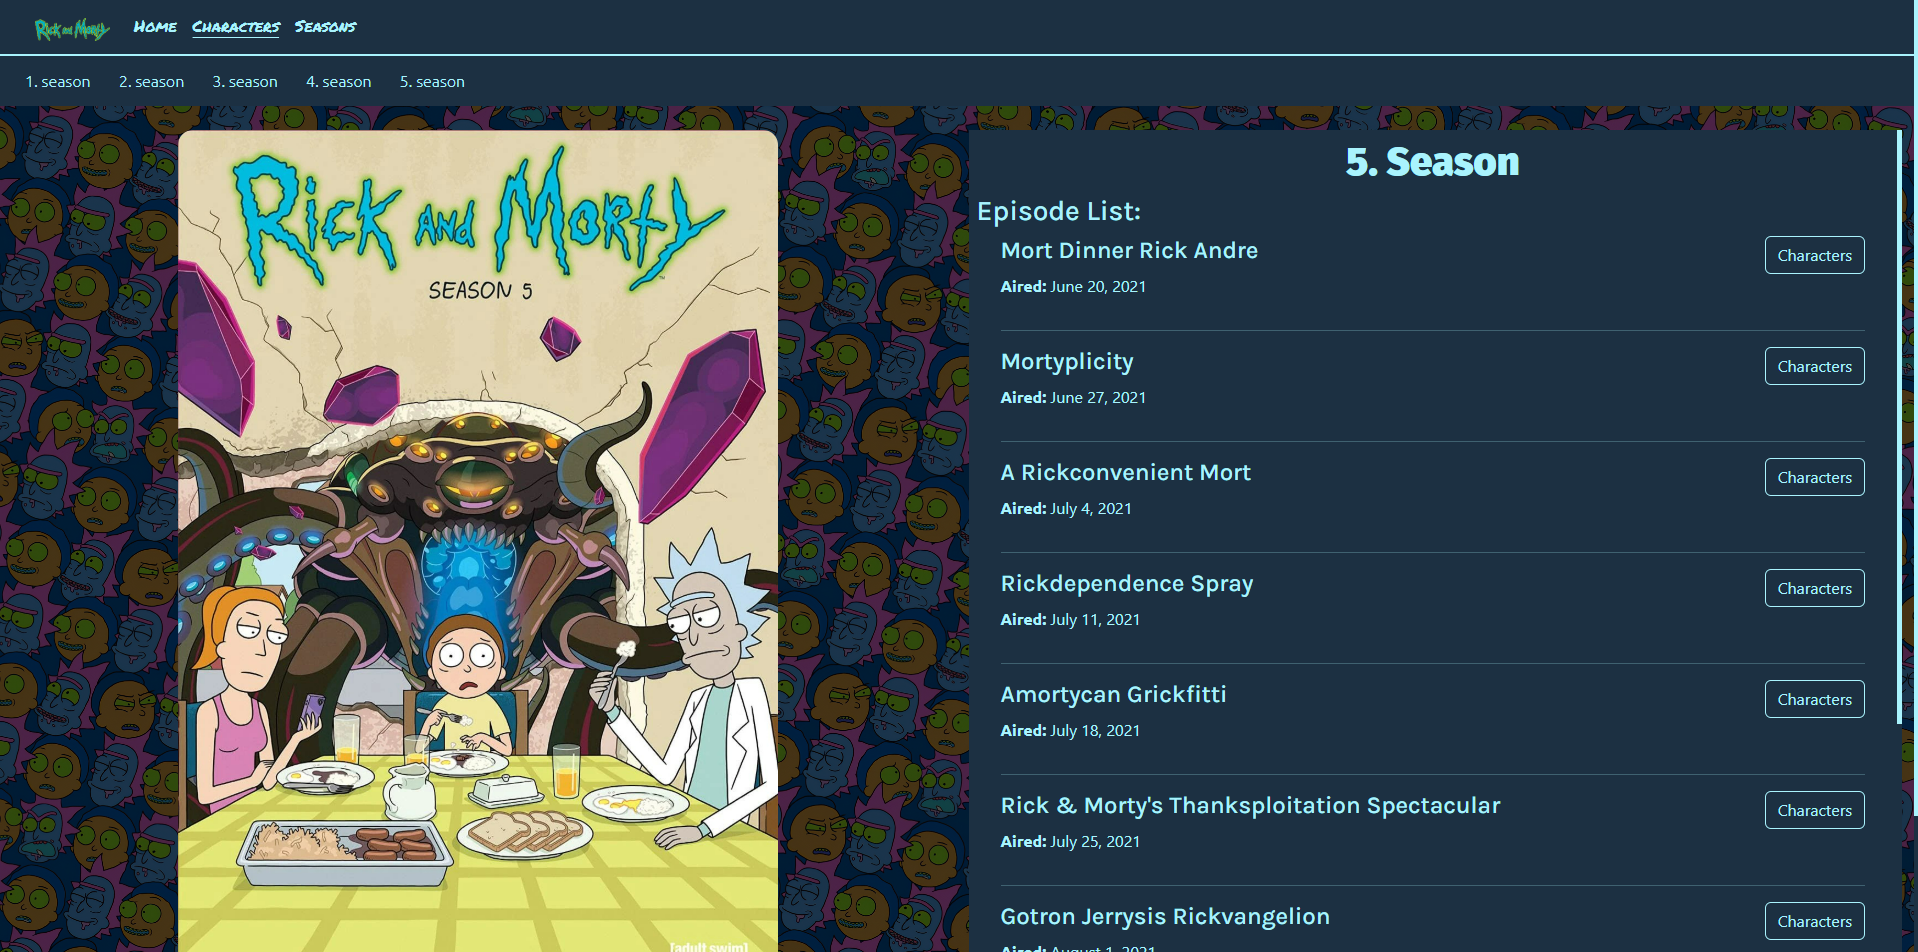 Rick and Morty Home Characters Seasons
1. season 2. season 3. season 4. season 5. season
Rick and Morty™
SEASON 5
[adult swim]
5. Season
Episode List:
Mort Dinner Rick Andre Characters
Aired: June 20, 2021
Mortyplicity Characters
Aired: June 27, 2021
A Rickconvenient Mort Characters
Aired: July 4, 2021
Rickdependence Spray Characters
Aired: July 11, 2021
Amortycan Grickfitti Characters
Aired: July 18, 2021
Rick & Morty's Thanksploitation Spectacular Characters
Aired: July 25, 2021
Gotron Jerrysis Rickvangelion Characters
Aired: August 1, 2021